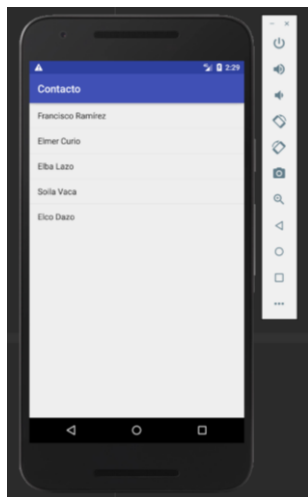 2:29
Contacto
Francisco Ramírez
Elmer Curio
Elba Lazo
Soila Vaca
Elco Dazo